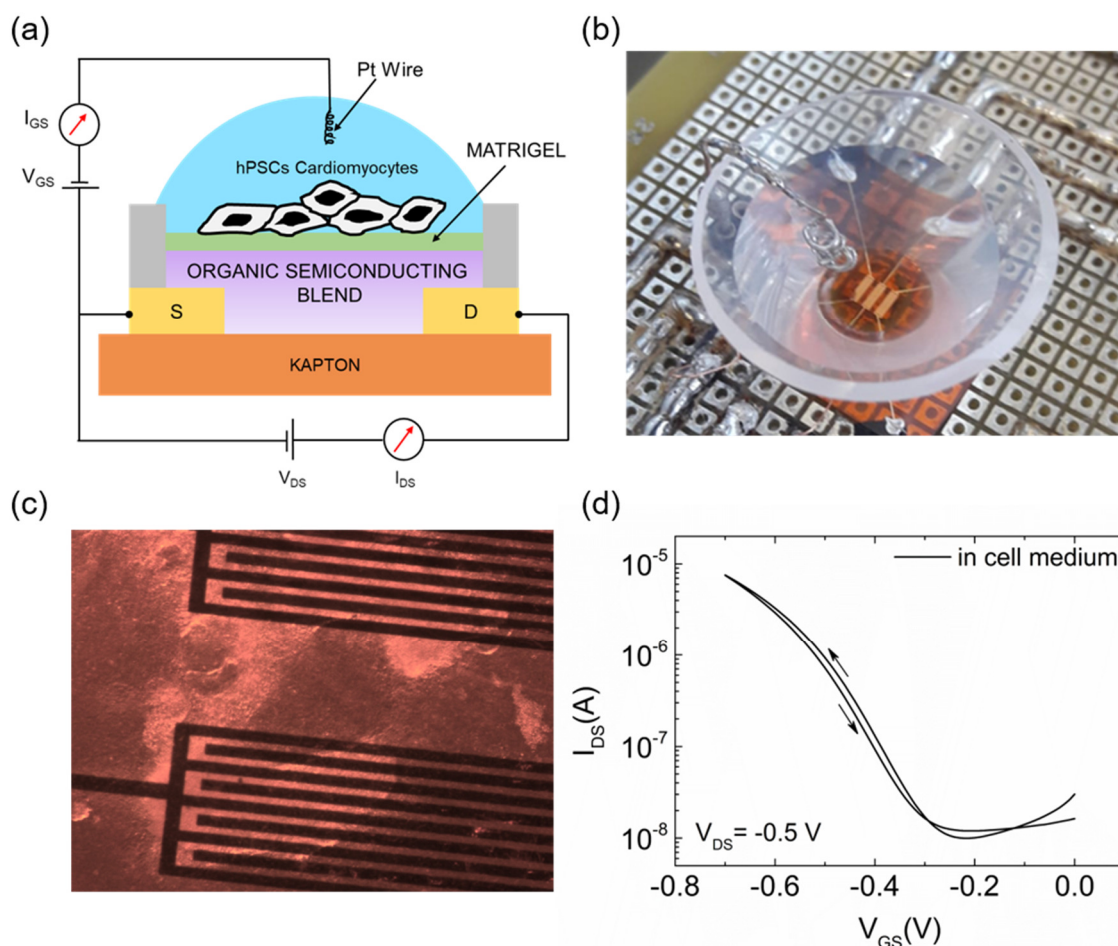 (a)
Pt Wire
I_GS
V_GS
hPSCs Cardiomyocytes
MATRIGEL
ORGANIC SEMICONDUCTING
BLEND
S
D
KAPTON
V_DS
I_DS
(b)
(c)
(d)
in cell medium
10^-5
10^-6
10^-7
10^-8
I_DS(A)
V_DS= -0.5 V
-0.8
-0.6
-0.4
-0.2
0.0
V_GS(V)